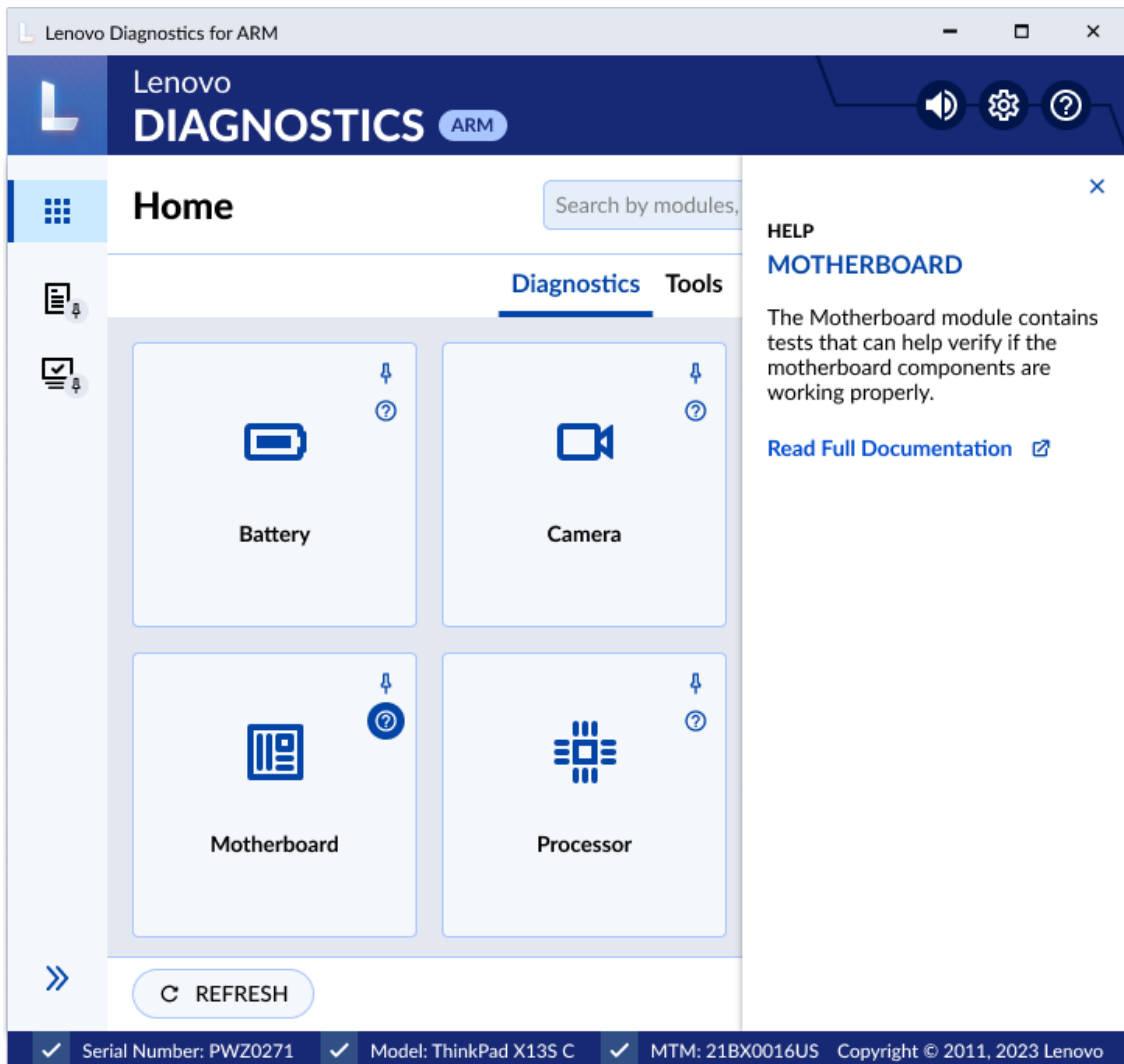 Lenovo Diagnostics for ARM
Lenovo
DIAGNOSTICS ARM
Home
Search by modules,
Diagnostics Tools
Battery
Camera
Motherboard
Processor
REFRESH
HELP
MOTHERBOARD
The Motherboard module contains
tests that can help verify if the
motherboard components are
working properly.
Read Full Documentation
Serial Number: PWZ0271 Model: ThinkPad X13S C MTM: 21BX0016US Copyright © 2011, 2023 Lenovo